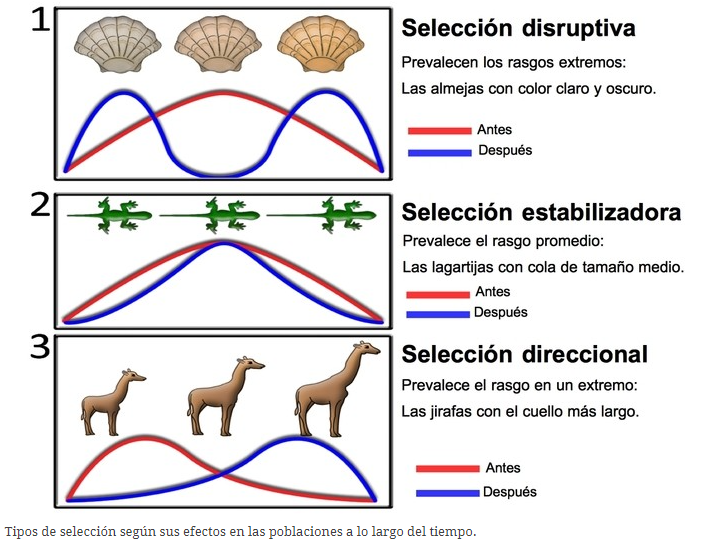 1
Selección disruptiva
Prevalecen los rasgos extremos:
Las almejas con color claro y oscuro.
Antes
Después
2
Selección estabilizadora
Prevalece el rasgo promedio:
Las lagartijas con cola de tamaño medio.
Antes
Después
3
Selección direccional
Prevalece el rasgo en un extremo:
Las jirafas con el cuello más largo.
Antes
Después
Tipos de selección según sus efectos en las poblaciones a lo largo del tiempo.